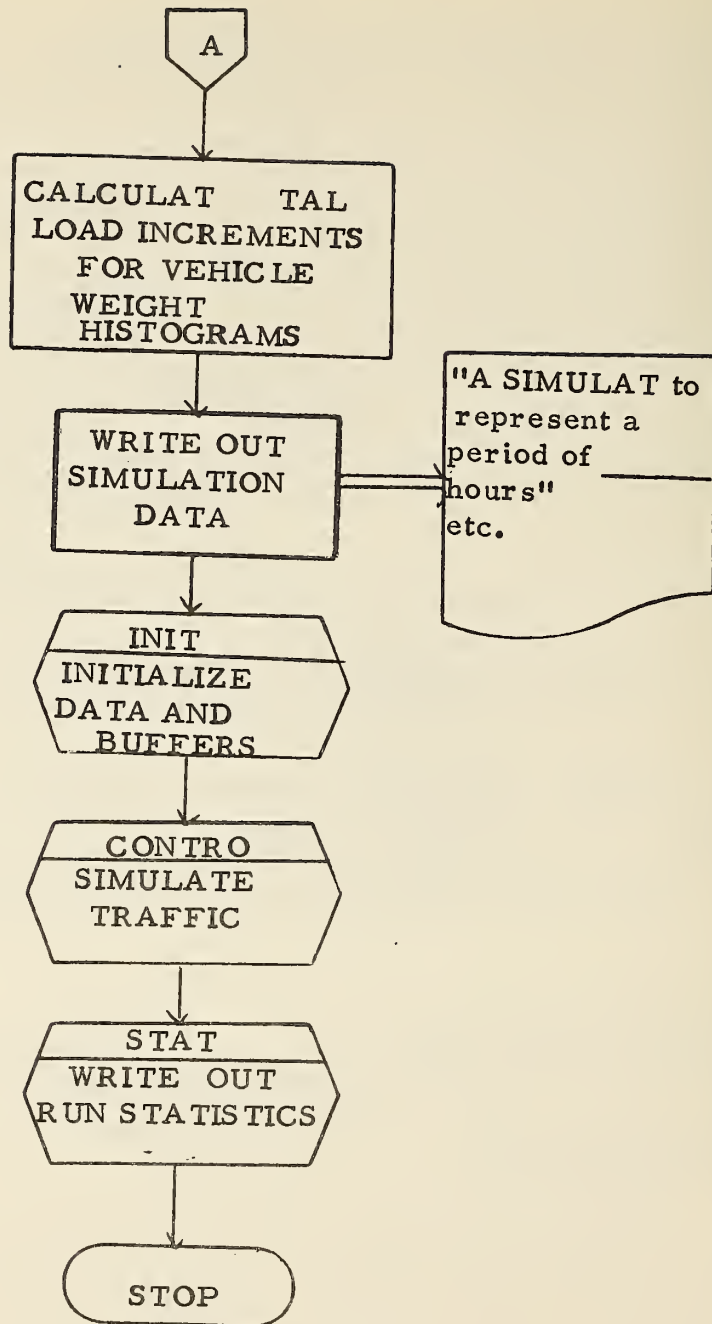 A
CALCULAT TAL
LOAD INCREMENTS
FOR VEHICLE
WEIGHT
HISTOGRAMS
WRITE OUT
SIMULATION
DATA
"A SIMULAT to
represent a
period of
hours"
etc.
INIT
INITIALIZE
DATA AND
BUFFERS
CONTRO
SIMULATE
TRAFFIC
STAT
WRITE OUT
RUN STATISTICS
STOP